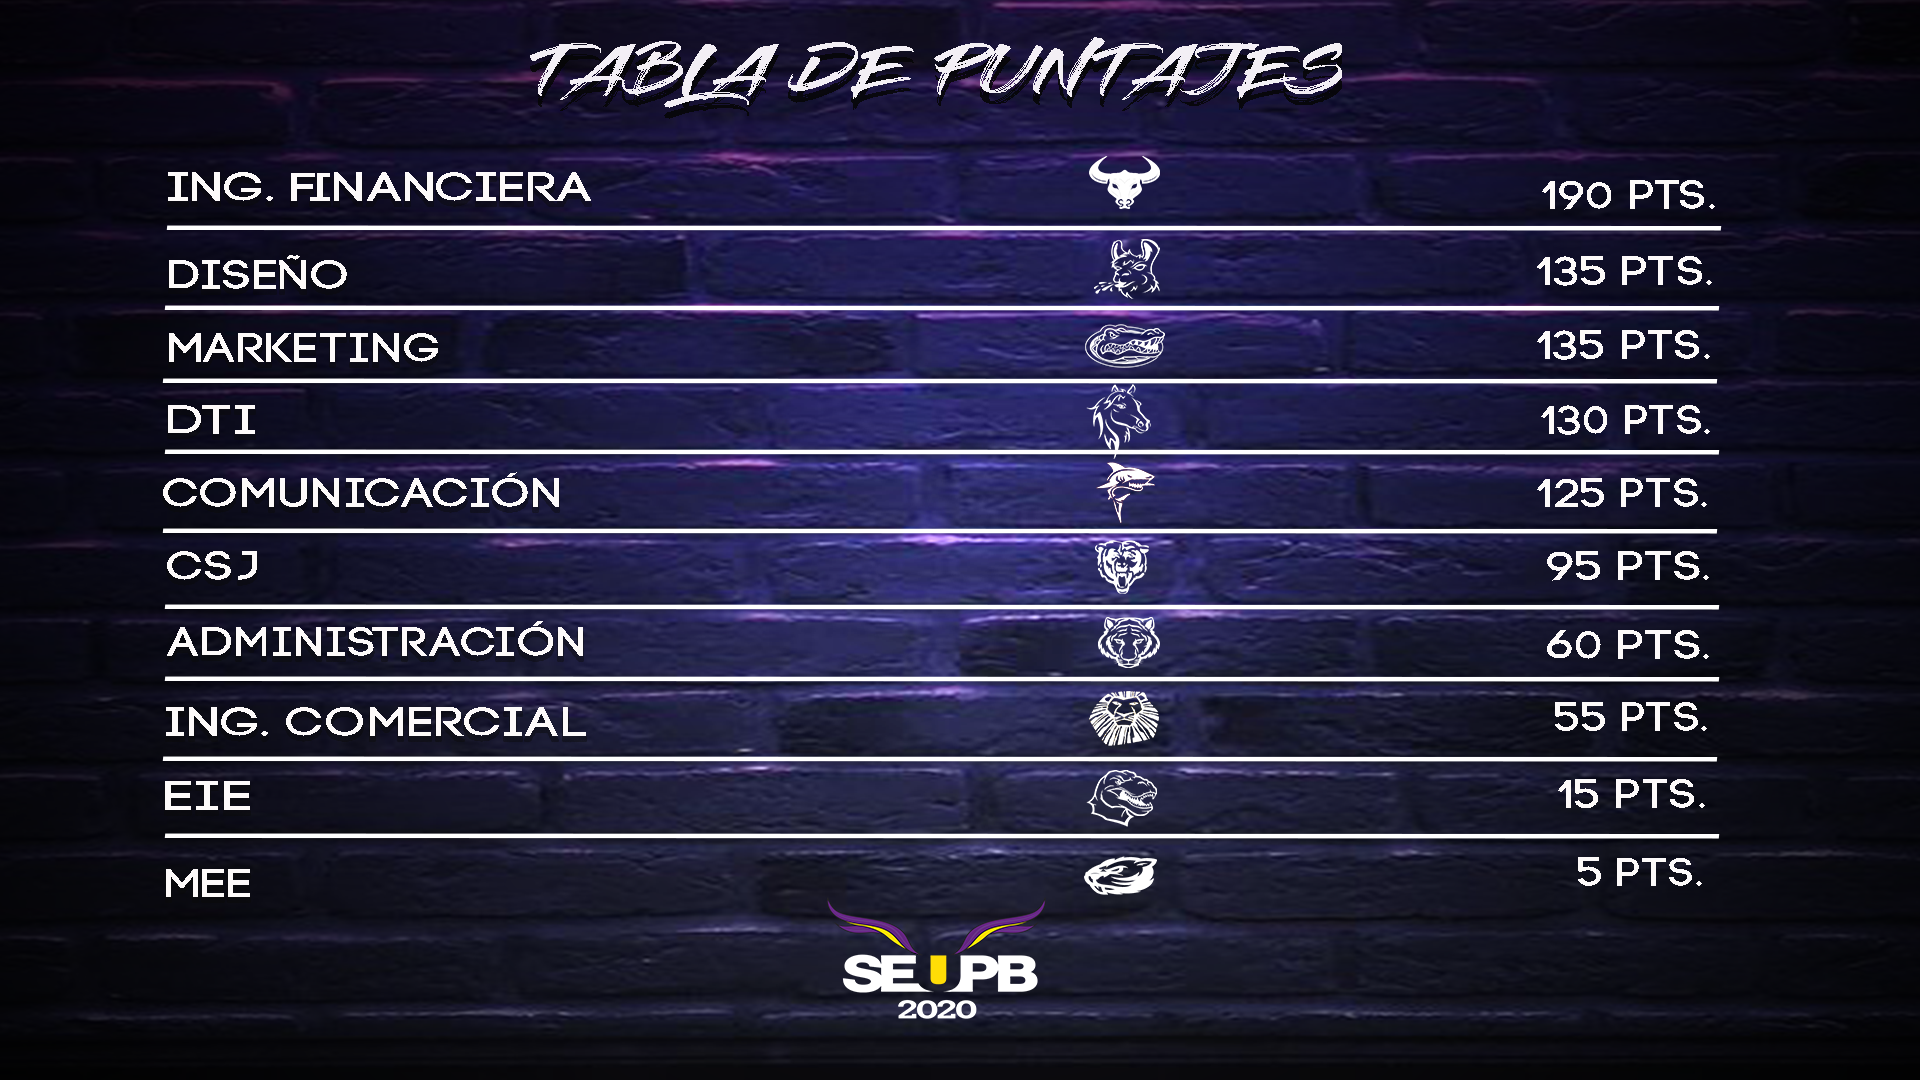 TABLA DE PUNTAJES
ING. FINANCIERA 190 PTS.
DISEÑO 135 PTS.
MARKETING 135 PTS.
DTI 130 PTS.
COMUNICACIÓN 125 PTS.
CSJ 95 PTS.
ADMINISTRACIÓN 60 PTS.
ING. COMERCIAL 55 PTS.
EIE 15 PTS.
MEE 5 PTS.
SEUPB
2020